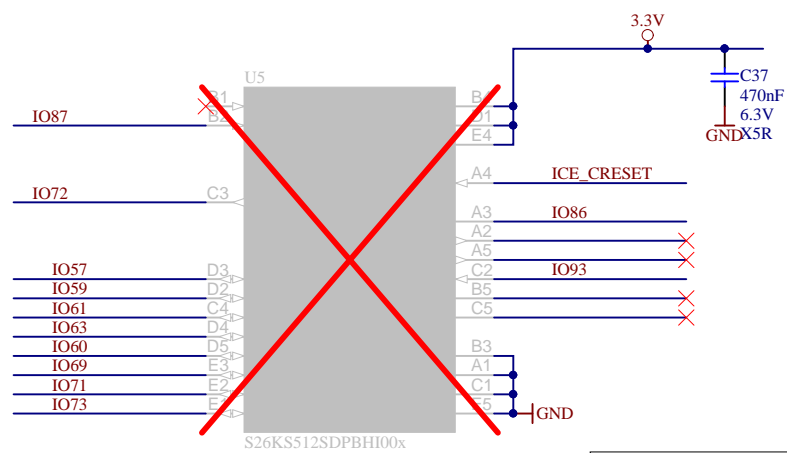 3.3V
U5
C37
470nF
6.3V
GND X5R
B1
IO87 B2
D1
E4
IO72 C3
A4 ICE_CRESET
A3 IO86
A2
A5
IO57 D3
C2 IO93
IO59 D2
B5
IO61 C4
C5
IO63 D4
IO60 D5
B3
IO69 E3
A1
IO71 E2
C1
IO73
E5 GND
S26KS512SDPBHI00x